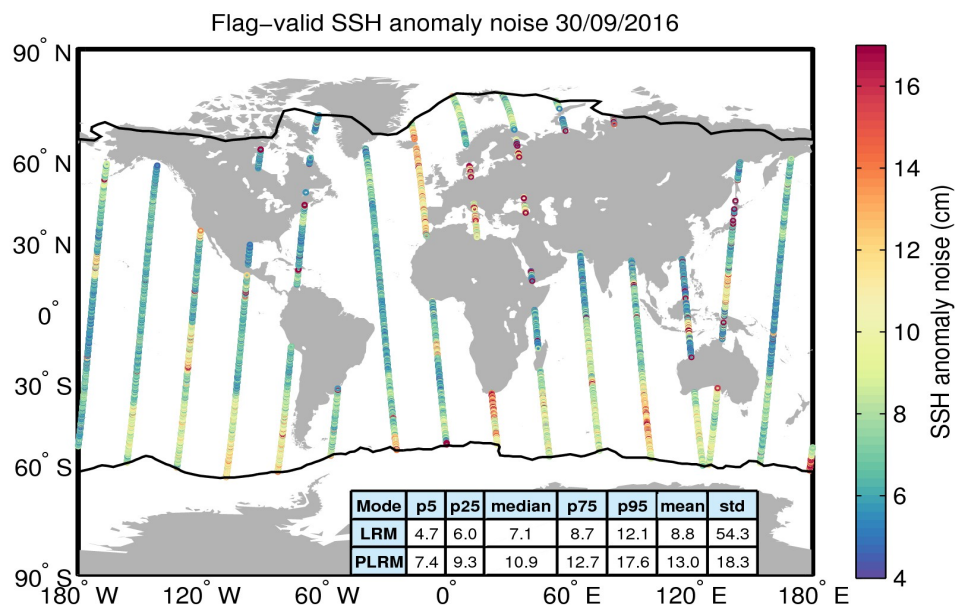 Flag−valid SSH anomaly noise 30/09/2016
90° N
60° N
30° N
0°
30° S
60° S
90° S
180° W
120° W
60° W
0°
60° E
120° E
180° E
Mode p5 p25 median p75 p95 mean std
LRM 4.7 6.0 7.1 8.7 12.1 8.8 54.3
PLRM 7.4 9.3 10.9 12.7 17.6 13.0 18.3
16
14
12
10
8
6
4
SSH anomaly noise (cm)